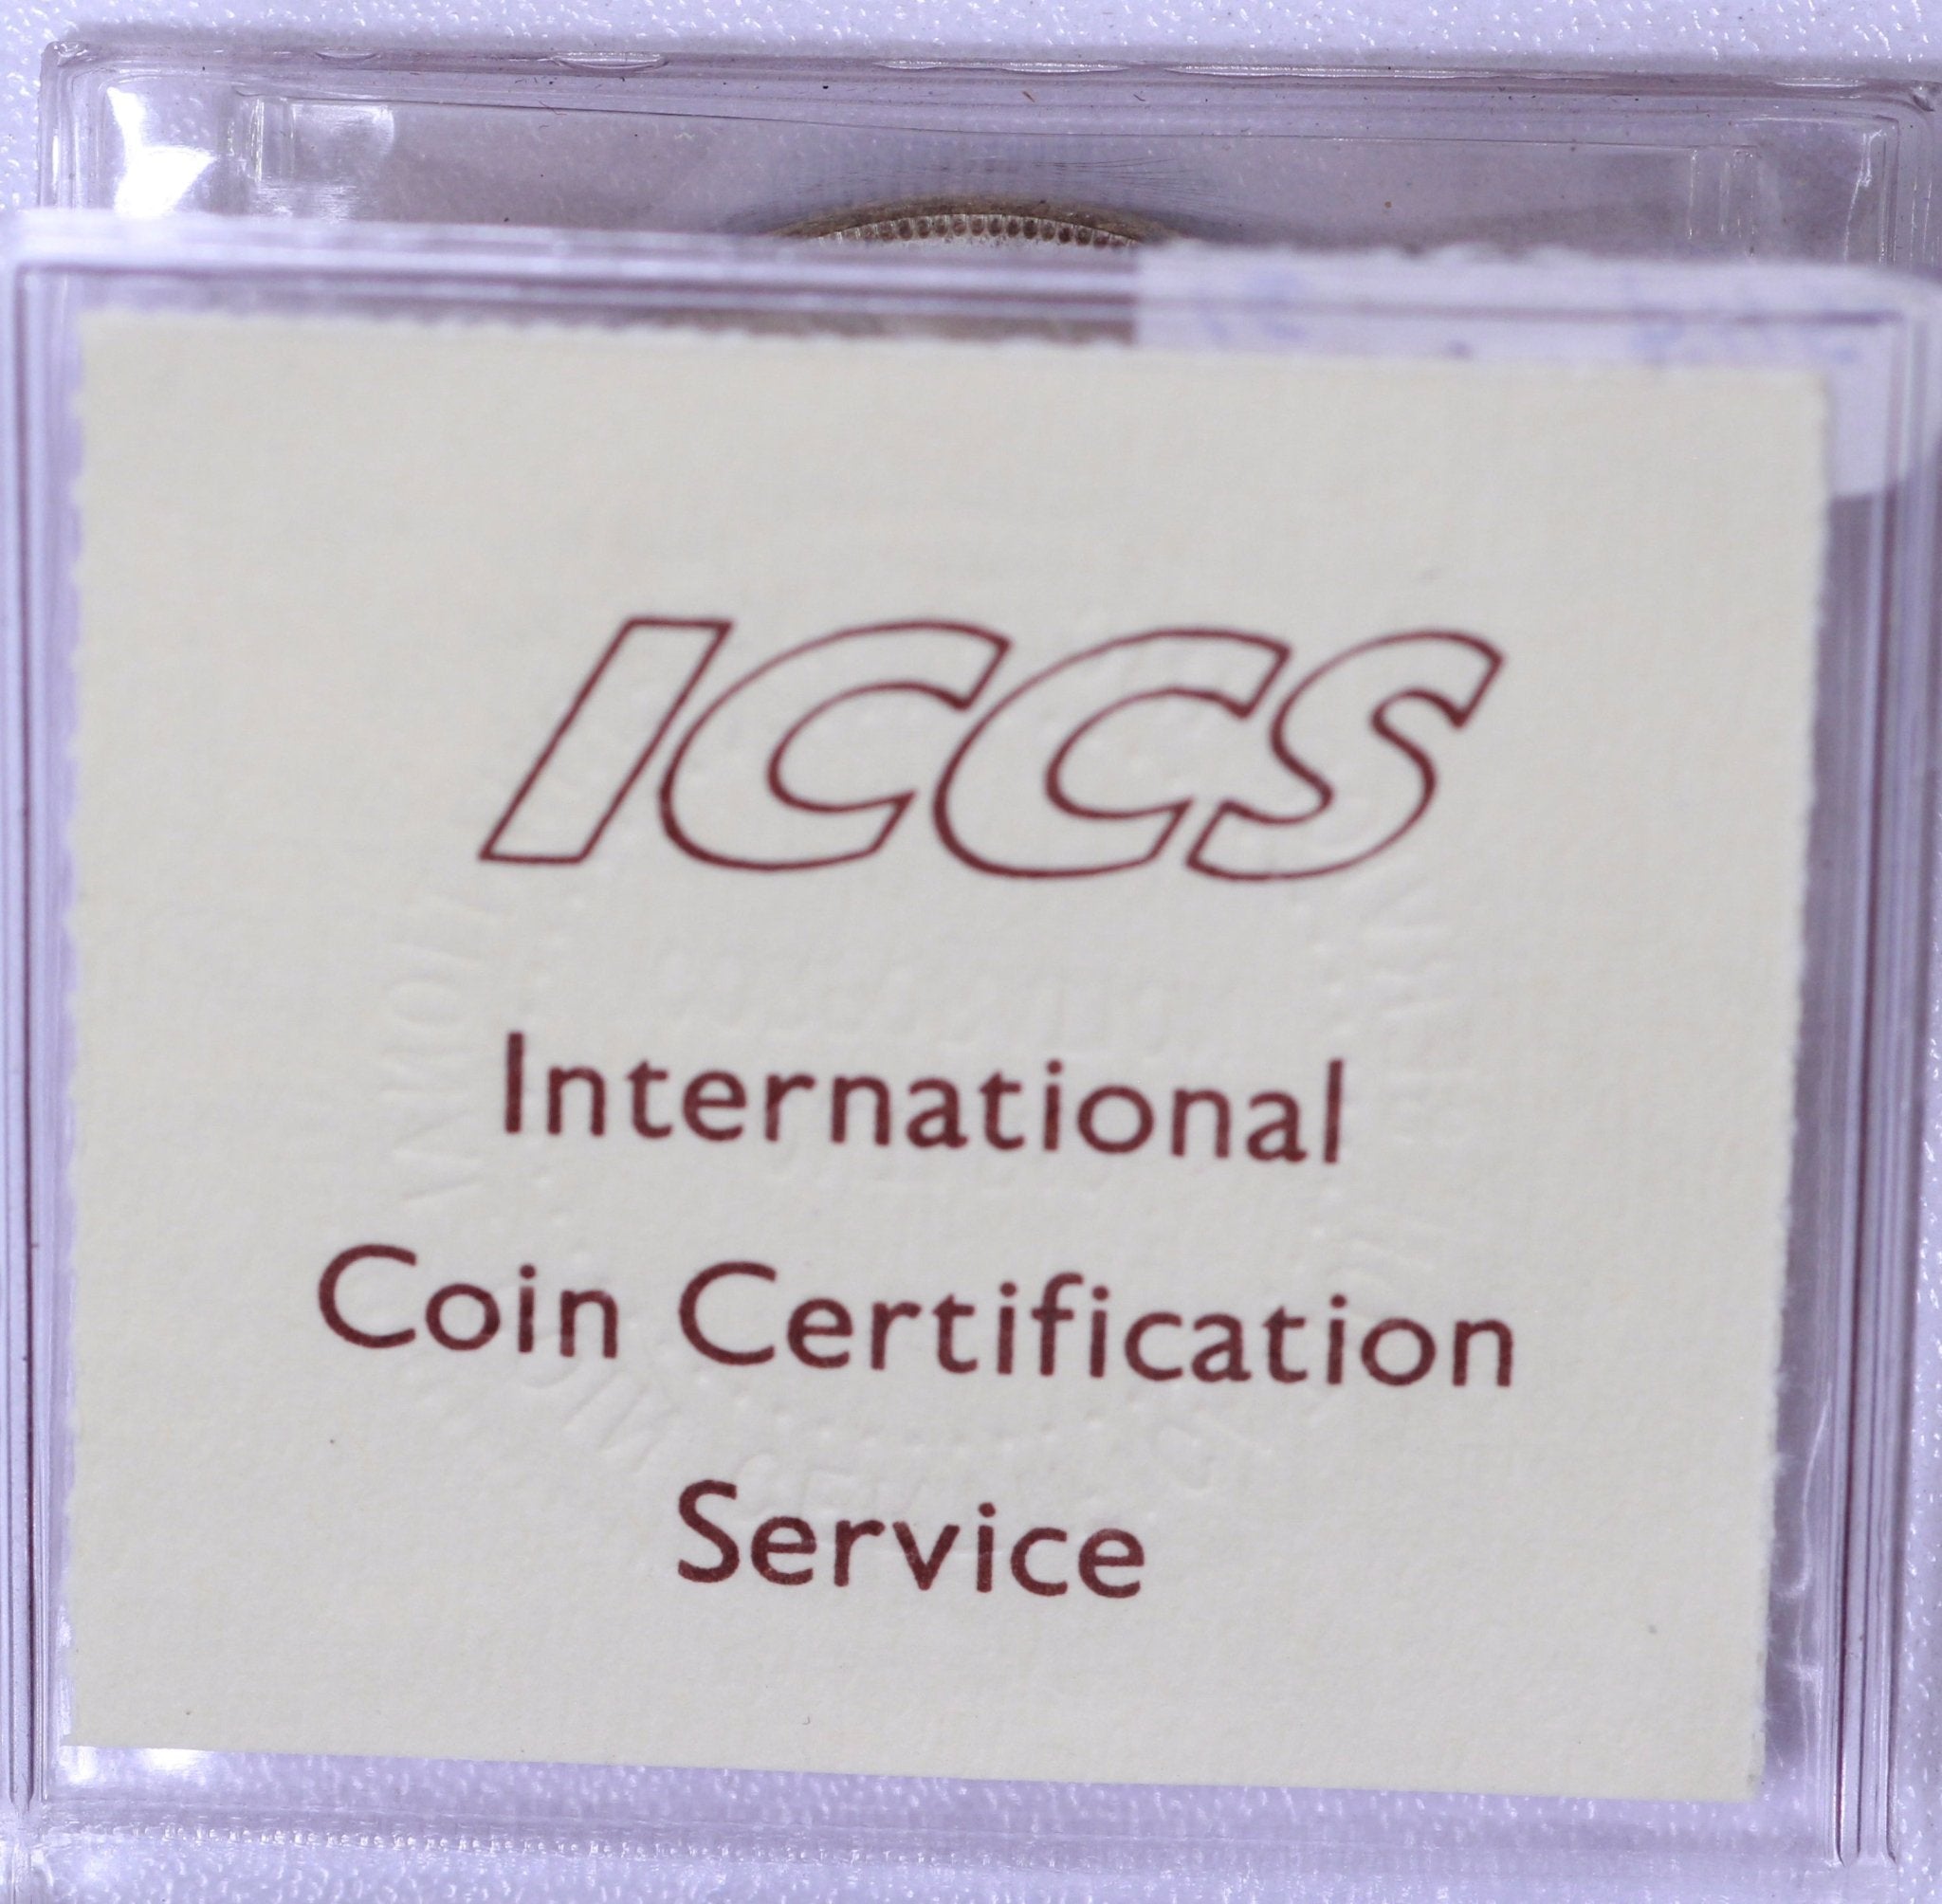 ICCS
International
Coin Certification
Service